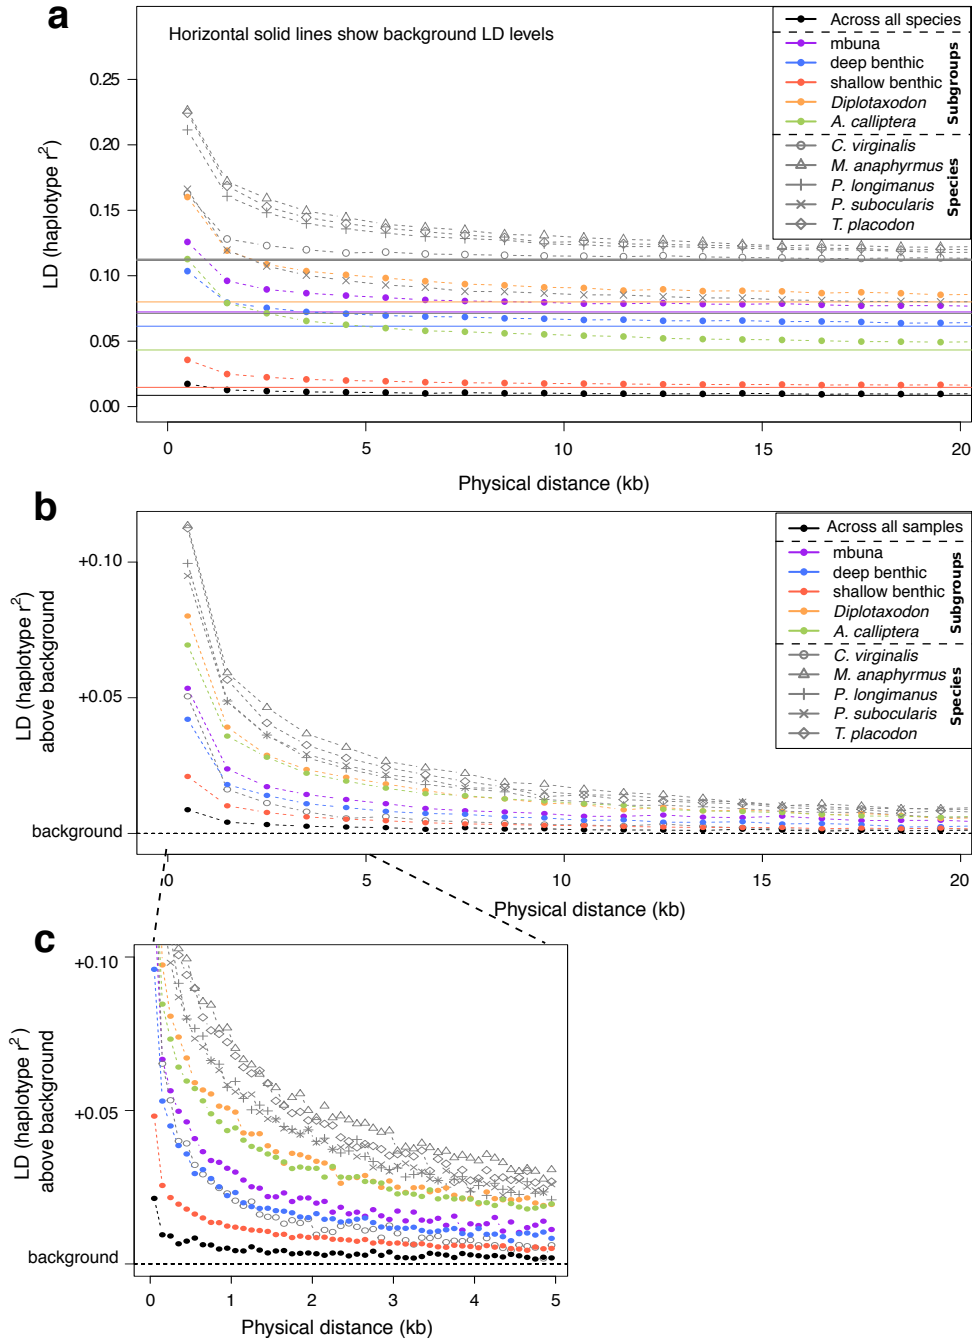 a
Horizontal solid lines show background LD levels
Across all species
mbuna
deep benthic
shallow benthic
Diplotaxodon
A. calliptera
Subgroups
C. virginalis
M. anaphyrmus
P. longimanus
P. subocularis
T. placodon
Species
LD (haplotype r²)
0.25
0.20
0.15
0.10
0.05
0.00
0 5 10 15 20
Physical distance (kb)
b
Across all samples
mbuna
deep benthic
shallow benthic
Diplotaxodon
A. calliptera
Subgroups
C. virginalis
M. anaphyrmus
P. longimanus
P. subocularis
T. placodon
Species
LD (haplotype r²)
above background
+0.10
+0.05
background
0 5 10 15 20
Physical distance (kb)
c
LD (haplotype r²)
above background
+0.10
+0.05
background
0 1 2 3 4 5
Physical distance (kb)